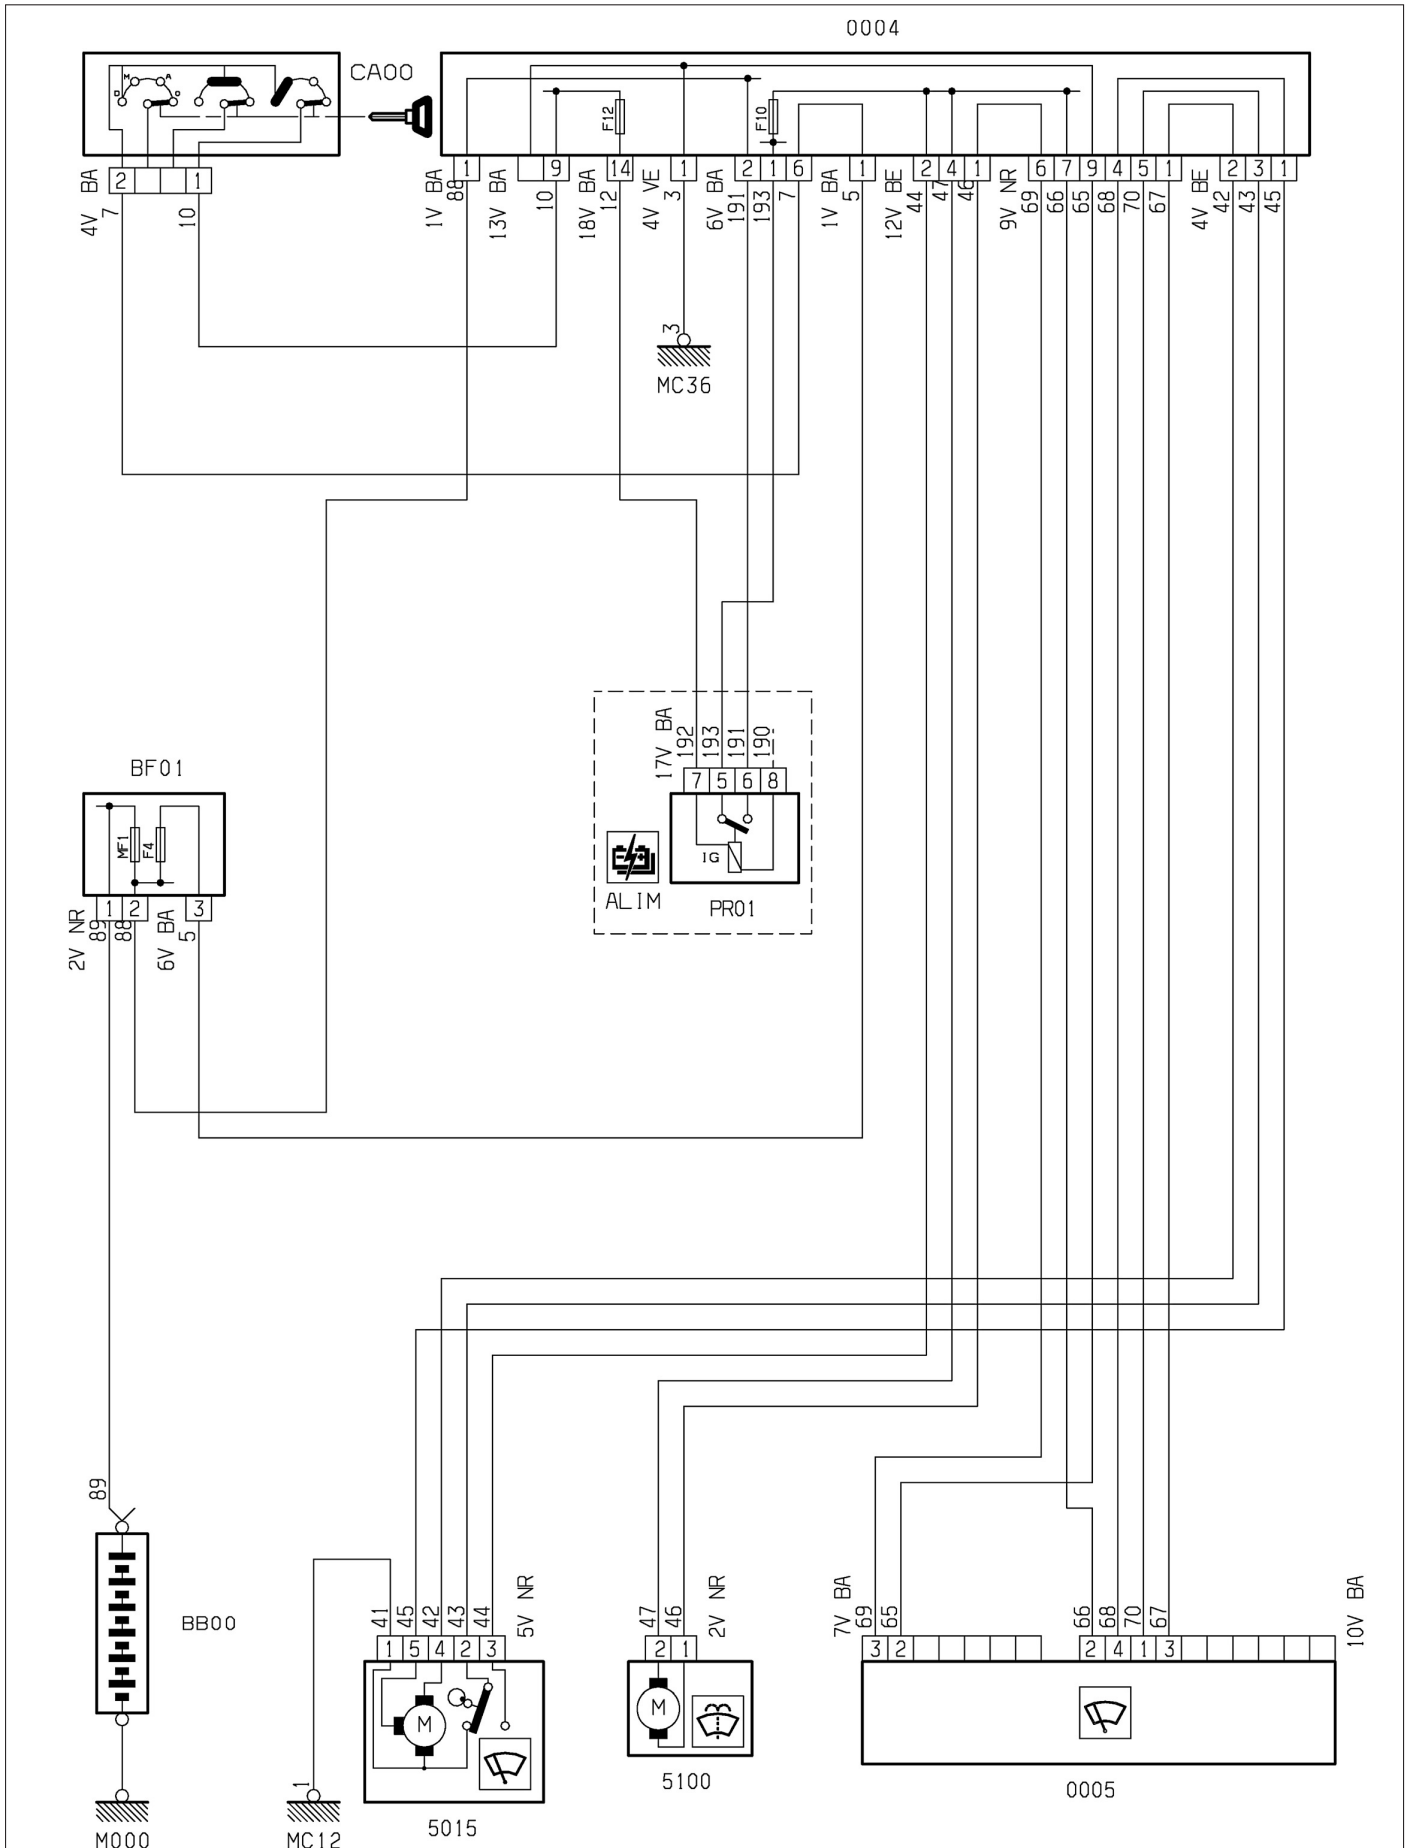 0004
CA00
M A
D D
F12 F10
2 1
1 9 14 1 2 1 6 1 2 4 1 6 7 9 4 5 1 2 3 1
4V BA 7 10
1V BA 88
13V BA 10
18V BA 12
4V VE 3
6V BA 191 193 7
1V BA 5
12V BE 44 47 46
9V NR 69 66 65 68 70 67
4V BE 42 43 45
3
MC36
17V BA 192 193 191 190
7 5 6 8
IG
ALIM
PR01
BF01
MF1 F4
1 2 3
2V NR 89 88
6V BA 5
89
BB00
M000
1
MC12
41 45 42 43 44 5V NR
1 5 4 2 3
M
5015
47 46 2V NR
2 1
M
5100
7V BA 69 65
66 68 70 67 10V BA
3 2
2 4 1 3
0005